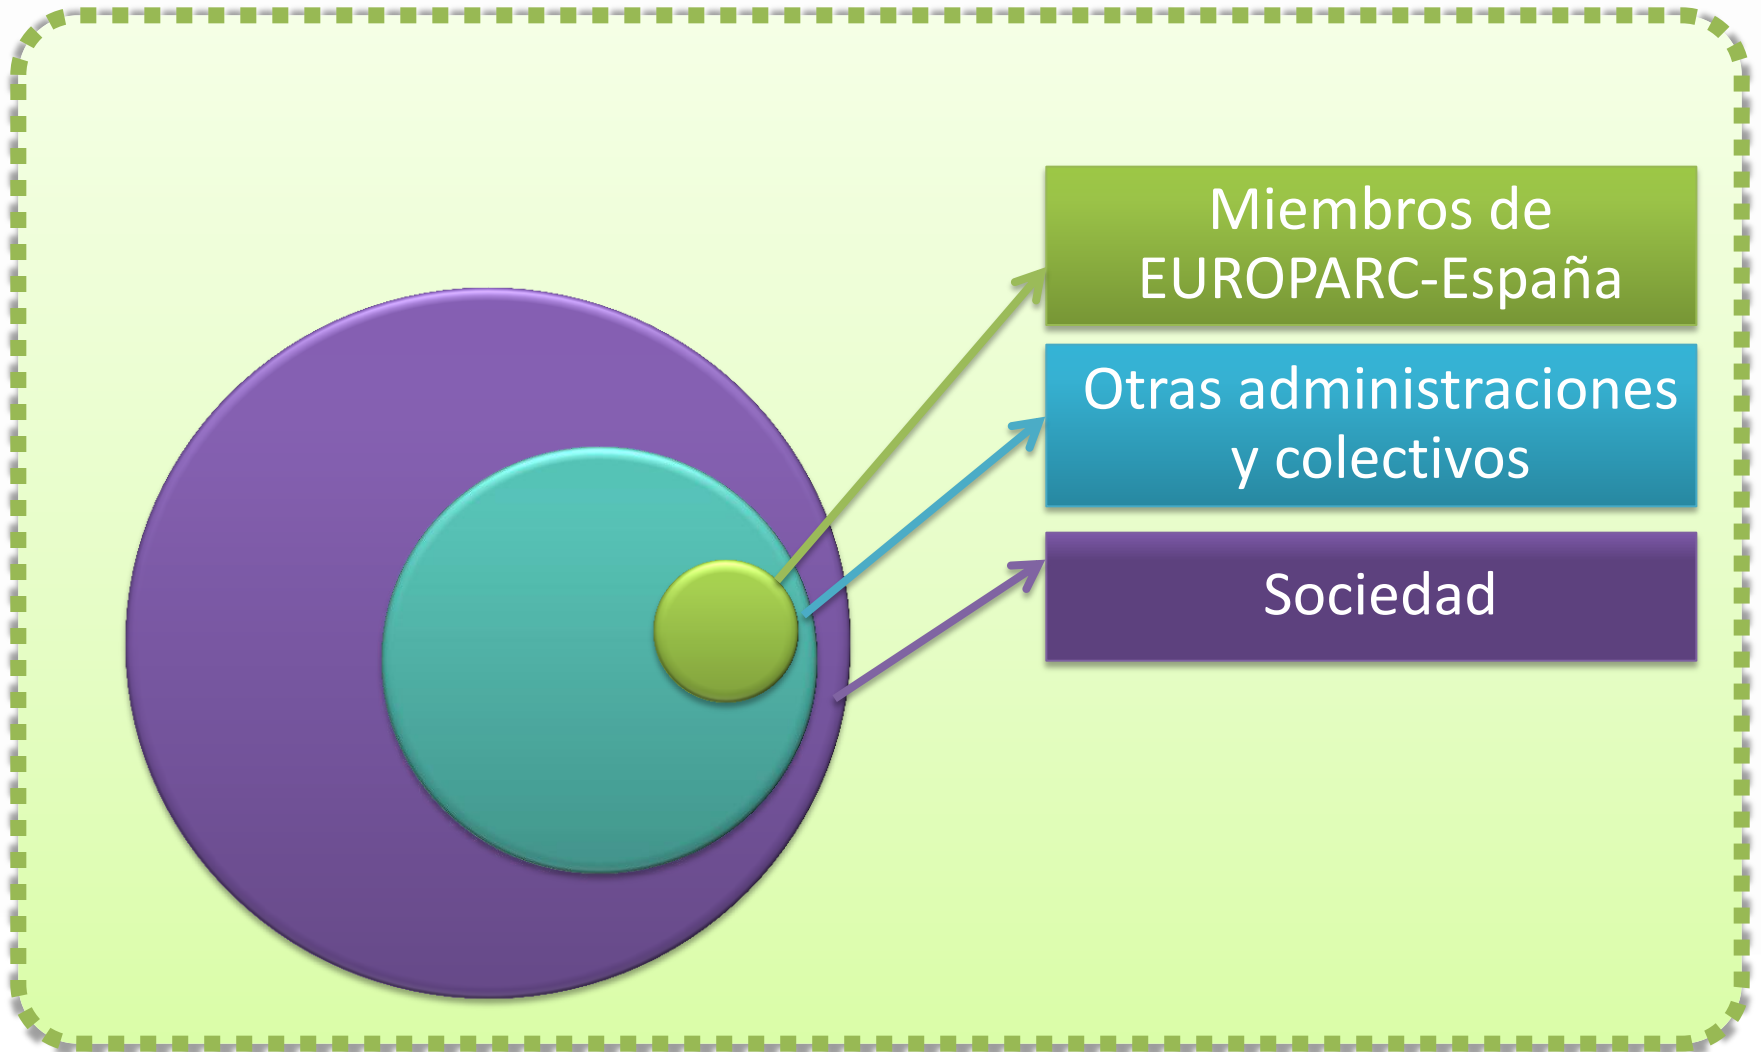 Miembros de
EUROPARC-España
Otras administraciones
y colectivos
Sociedad